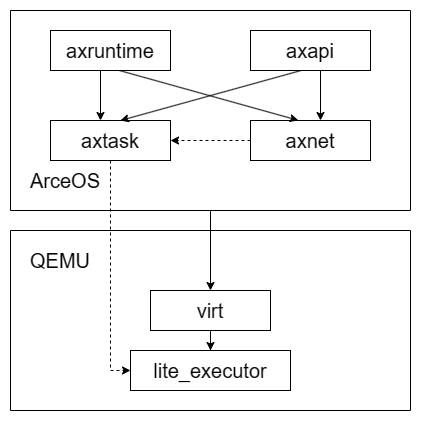 axruntime
axapi
axtask
axnet
ArceOS
QEMU
virt
lite_executor